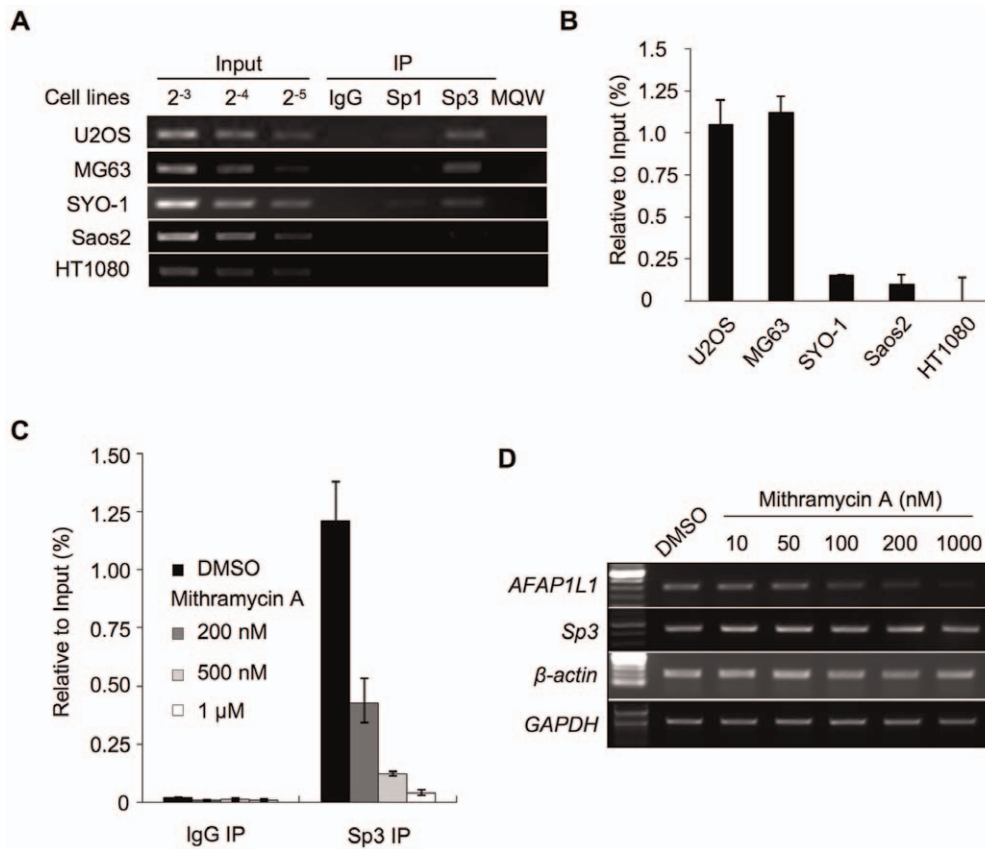 A
Input IP
Cell lines 2-3 2-4 2-5 IgG Sp1 Sp3 MQW
U2OS
MG63
SYO-1
Saos2
HT1080
B
Relative to Input (%)
1.5
1.25
1.0
0.75
0.25
0
U2OS
MG63
SYO-1
Saos2
HT1080
C
Relative to Input (%)
1.50
1.25
1.00
0.75
0.50
0.25
0
DMSO
Mithramycin A
200 nM
500 nM
1 μM
IgG IP Sp3 IP
D
DMSO
Mithramycin A (nM)
10 50 100 200 1000
AFAP1L1
Sp3
β-actin
GAPDH